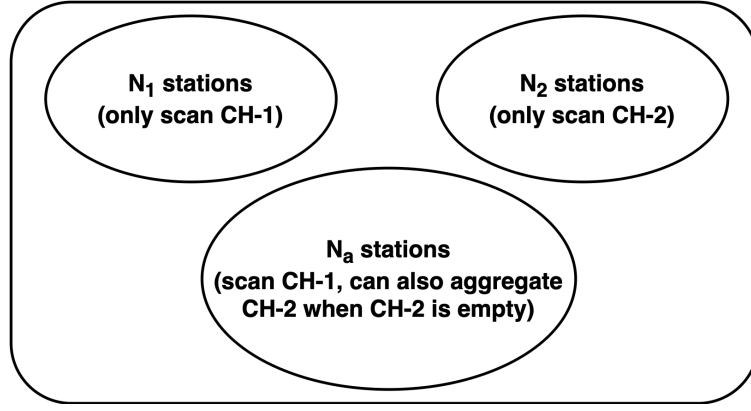 N₁ stations
(only scan CH-1)
N₂ stations
(only scan CH-2)
Nₐ stations
(scan CH-1, can also aggregate
CH-2 when CH-2 is empty)